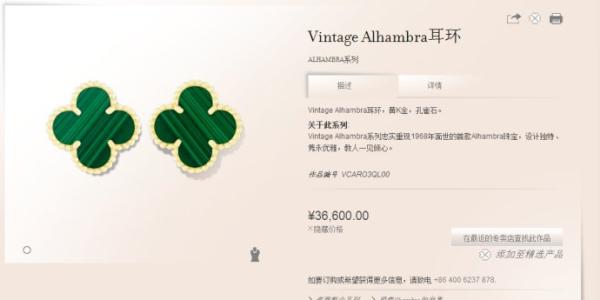 Vintage Alhambra耳环
ALHAMBRA系列
描述
详情
Vintage Alhambra耳环，黄K金，孔雀石。
关于此系列
Vintage Alhambra系列忠实重现1968年面世的首款Alhambra珠宝，设计独特、
隽永优雅，教人一见倾心。
作品编号 VCARO3QL00
¥36,600.00
×隐藏价格
在最近的专卖店查找此作品
添加至精选产品
如要订购或希望获得更多信息，请致电 +86 400 6237 878.